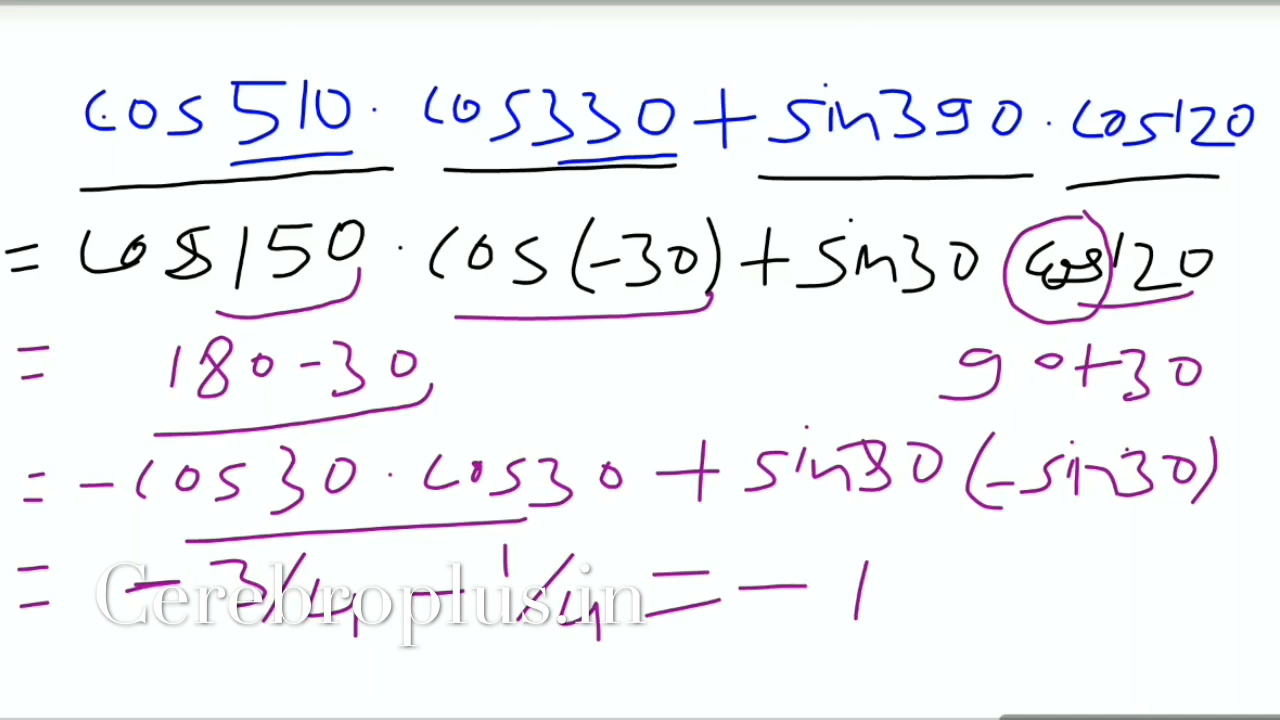 cos 510 . cos 330 + sin 390 . cos 120
= cos 150 . cos (-30) + sin 30 cos 120
= 180 - 30 90 + 30
= - cos 30 . cos 30 + sin 30 (- sin 30)
= - 3/4 - 1/4 = - 1
Cerebroplus.in